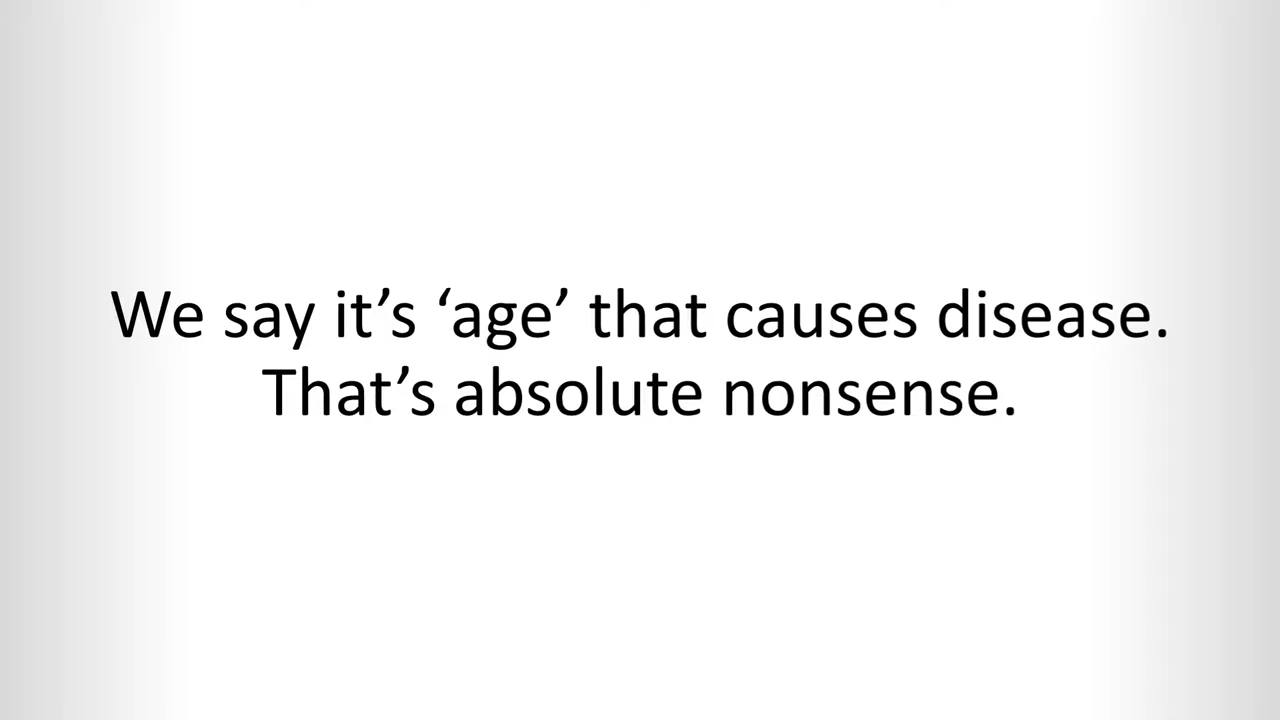 We say it’s ‘age’ that causes disease.
That’s absolute nonsense.